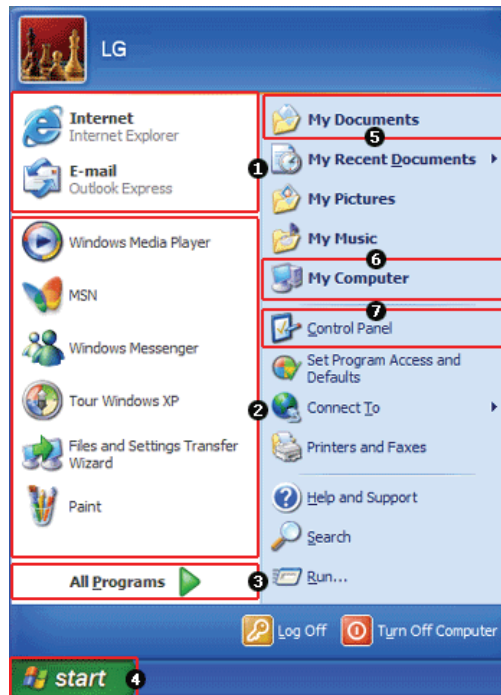 LG
Internet
Internet Explorer
E-mail
Outlook Express
Windows Media Player
MSN
Windows Messenger
Tour Windows XP
Files and Settings Transfer
Wizard
Paint
All Programs
My Documents
My Recent Documents
My Pictures
My Music
My Computer
Control Panel
Set Program Access and
Defaults
Connect To
Printers and Faxes
Help and Support
Search
Run...
1
2
3
5
6
7
Log Off
Turn Off Computer
start
4